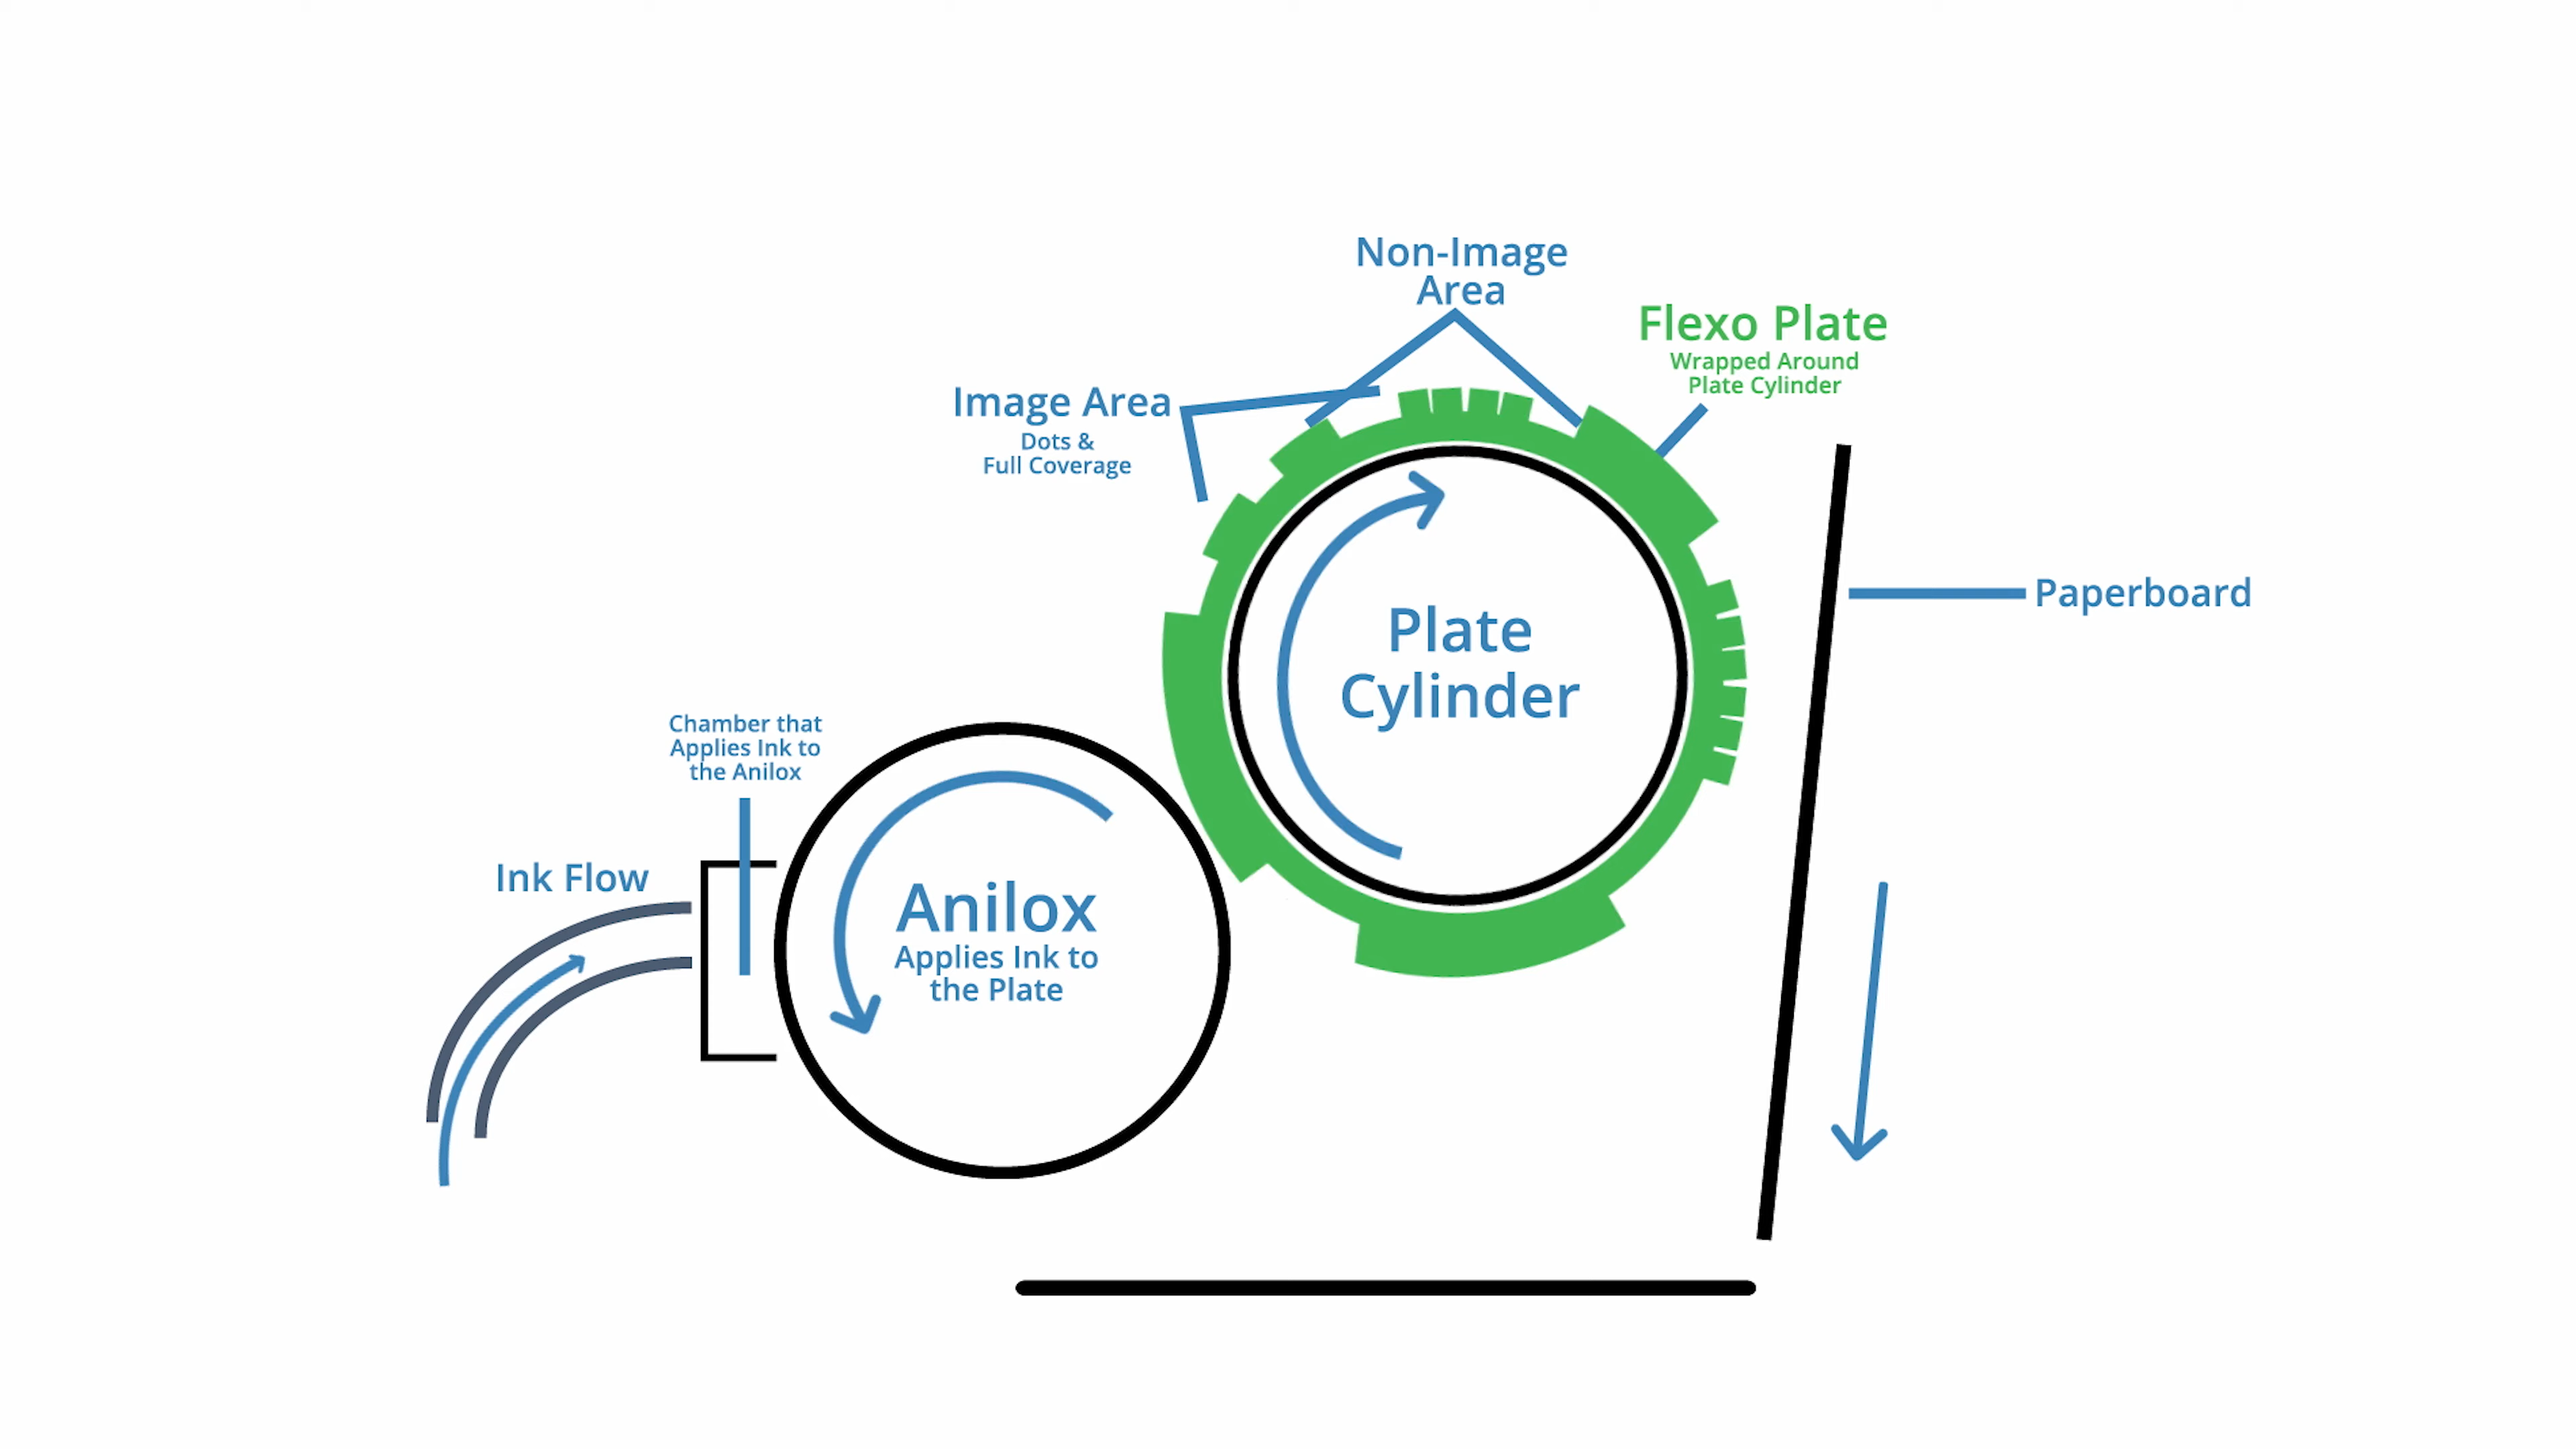 Non-Image
Area
Flexo Plate
Wrapped Around
Plate Cylinder
Image Area
Dots &
Full Coverage
Paperboard
Plate
Cylinder
Chamber that
Applies Ink to
the Anilox
Ink Flow
Anilox
Applies Ink to
the Plate